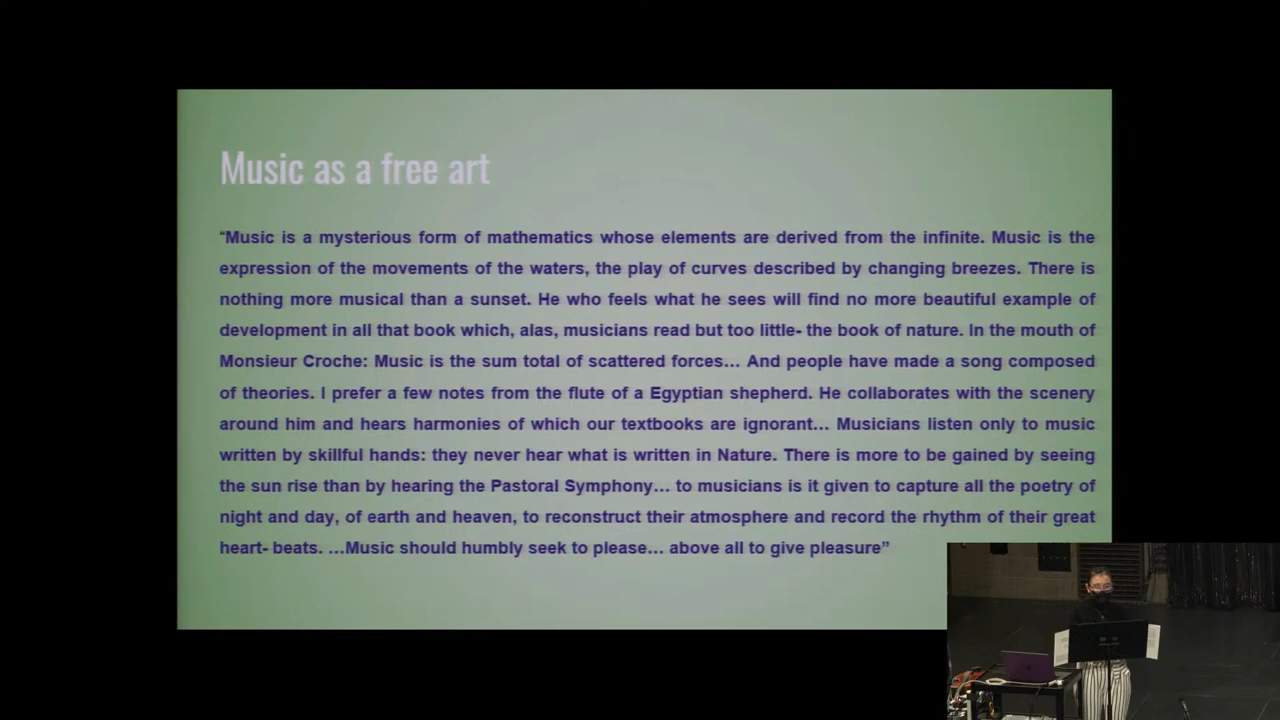 Music as a free art
“Music is a mysterious form of mathematics whose elements are derived from the infinite. Music is the
expression of the movements of the waters, the play of curves described by changing breezes. There is
nothing more musical than a sunset. He who feels what he sees will find no more beautiful example of
development in all that book which, alas, musicians read but too little- the book of nature. In the mouth of
Monsieur Croche: Music is the sum total of scattered forces... And people have made a song composed
of theories. I prefer a few notes from the flute of a Egyptian shepherd. He collaborates with the scenery
around him and hears harmonies of which our textbooks are ignorant... Musicians listen only to music
written by skillful hands: they never hear what is written in Nature. There is more to be gained by seeing
the sun rise than by hearing the Pastoral Symphony... to musicians is it given to capture all the poetry of
night and day, of earth and heaven, to reconstruct their atmosphere and record the rhythm of their great
heart- beats. ...Music should humbly seek to please... above all to give pleasure”